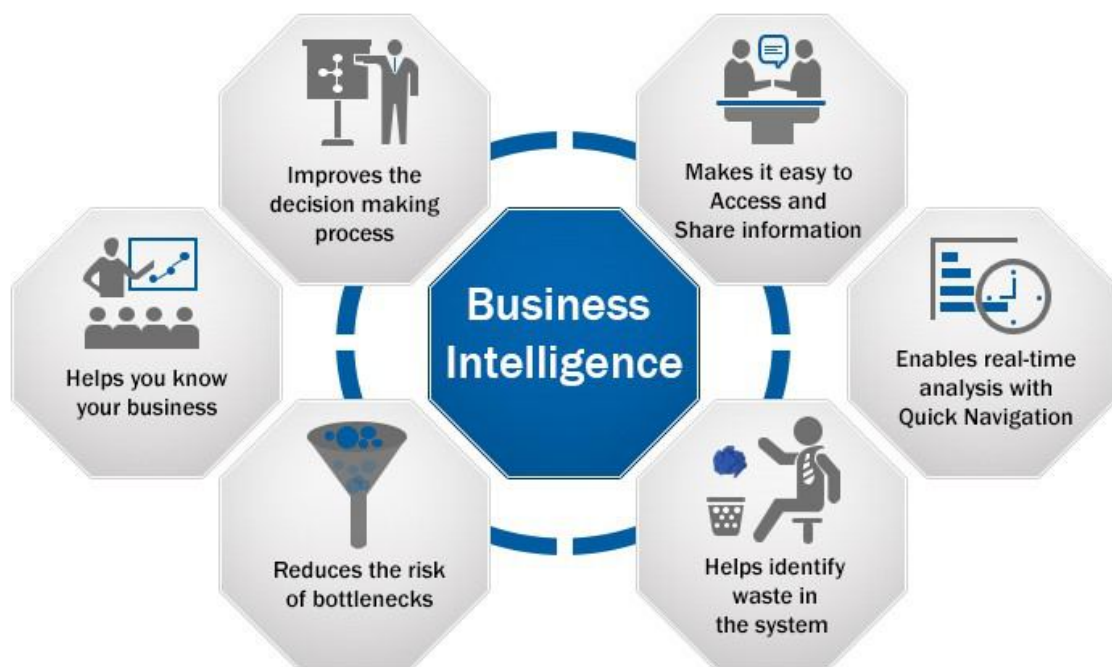 Improves the
decision making
process
Makes it easy to
Access and
Share information
Helps you know
your business
Business
Intelligence
Enables real-time
analysis with
Quick Navigation
Reduces the risk
of bottlenecks
Helps identify
waste in
the system